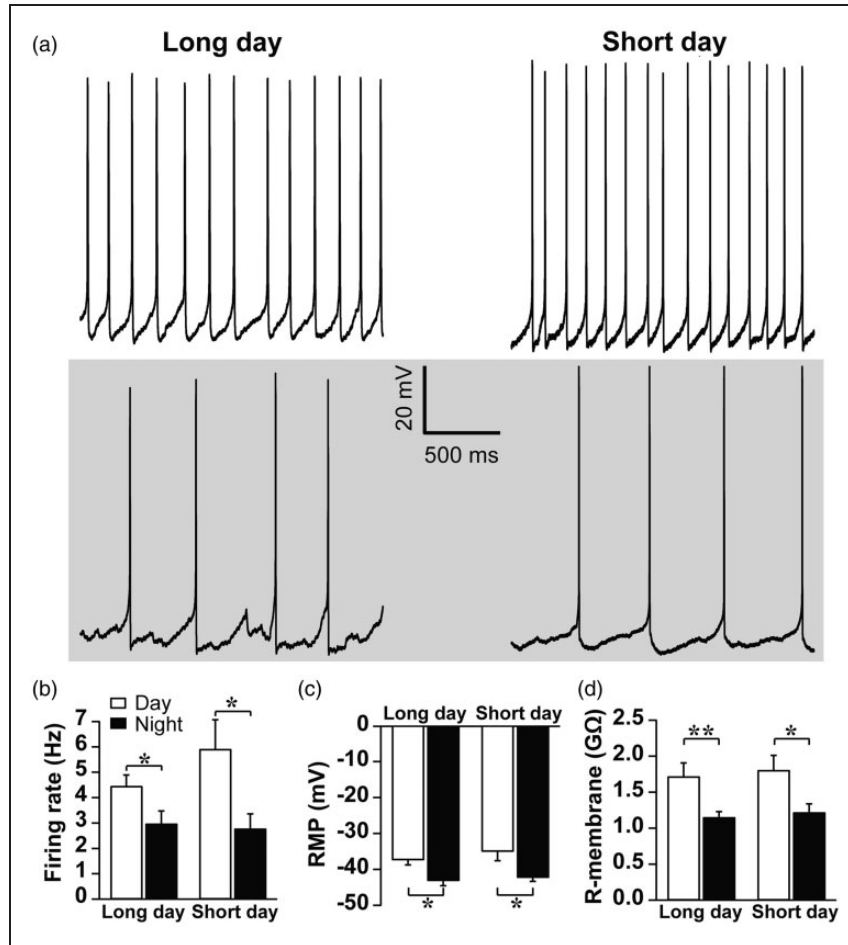 (a)
Long day
Short day
20 mV
500 ms
(b)
Day
Night
*
*
Firing rate (Hz)
7
6
5
4
3
2
1
0
Long day Short day
(c)
Long day Short day
RMP (mV)
0
-10
-20
-30
-40
-50
*
*
(d)
**
*
R-membrane (GΩ)
2.5
2.0
1.5
1.0
0.5
0.0
Long day Short day